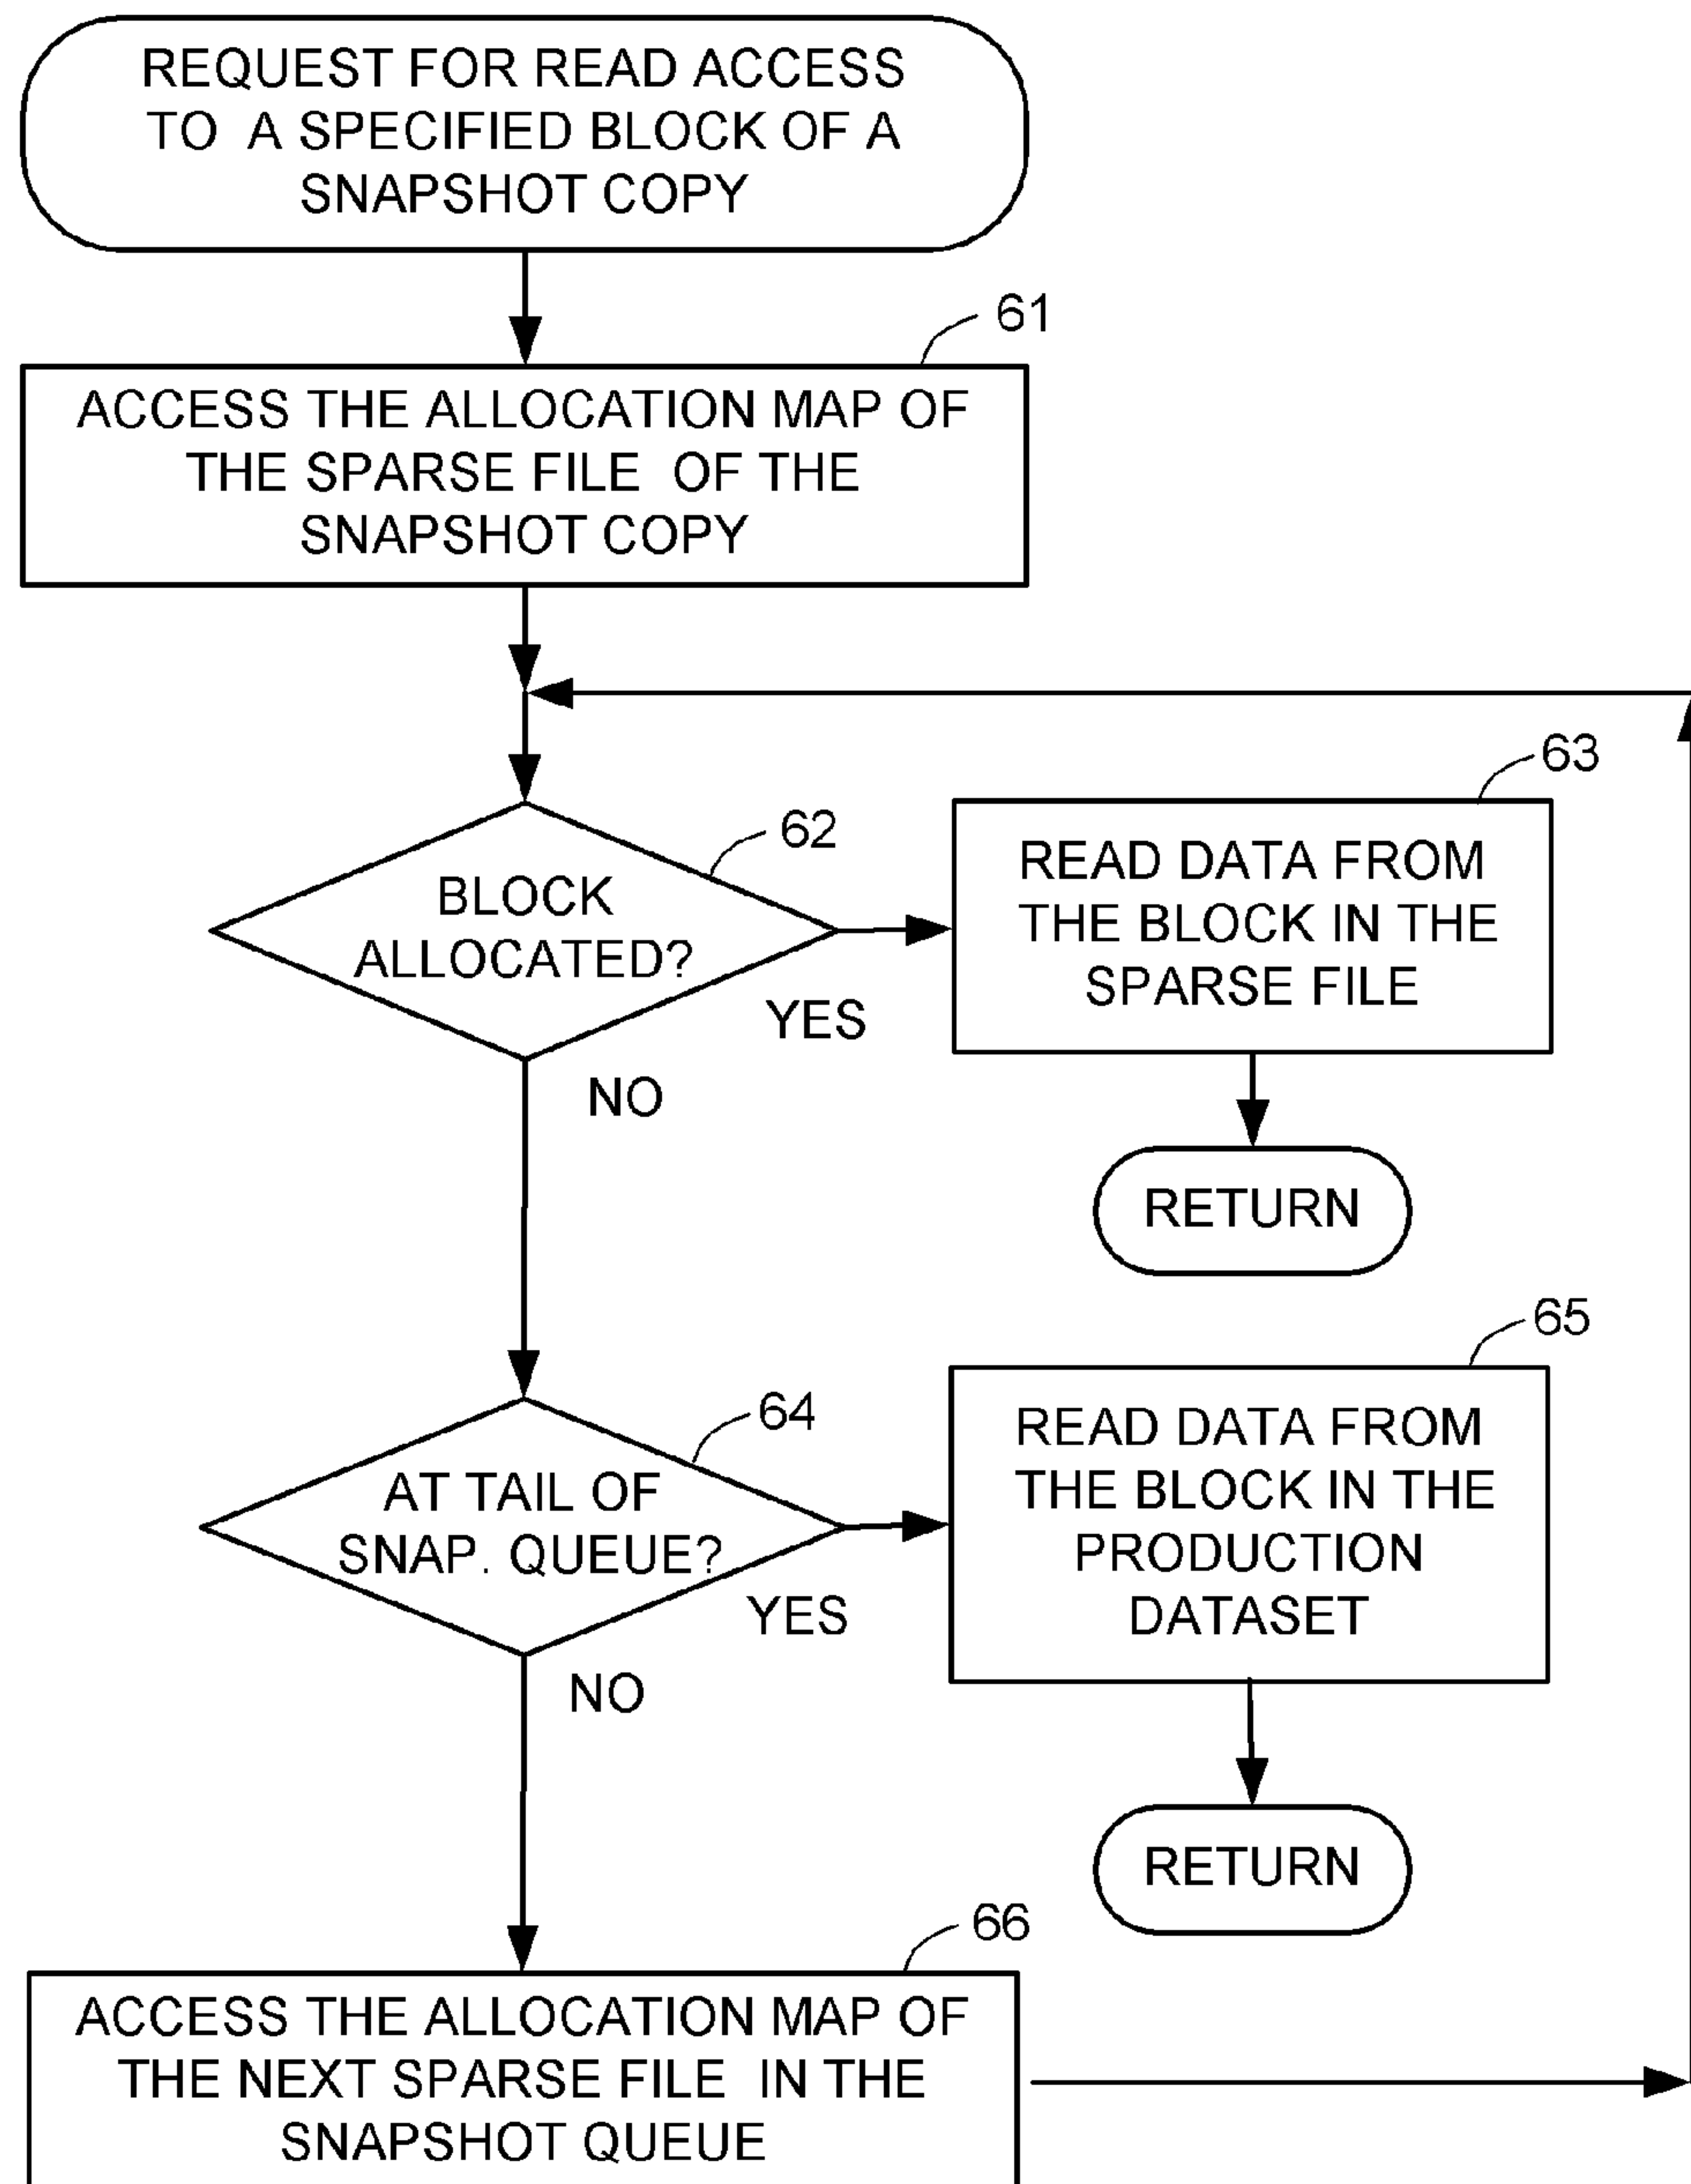 REQUEST FOR READ ACCESS
TO A SPECIFIED BLOCK OF A
SNAPSHOT COPY
61
ACCESS THE ALLOCATION MAP OF
THE SPARSE FILE OF THE
SNAPSHOT COPY
62
BLOCK
ALLOCATED?
YES
NO
63
READ DATA FROM
THE BLOCK IN THE
SPARSE FILE
RETURN
64
AT TAIL OF
SNAP. QUEUE?
YES
NO
65
READ DATA FROM
THE BLOCK IN THE
PRODUCTION
DATASET
RETURN
66
ACCESS THE ALLOCATION MAP OF
THE NEXT SPARSE FILE IN THE
SNAPSHOT QUEUE